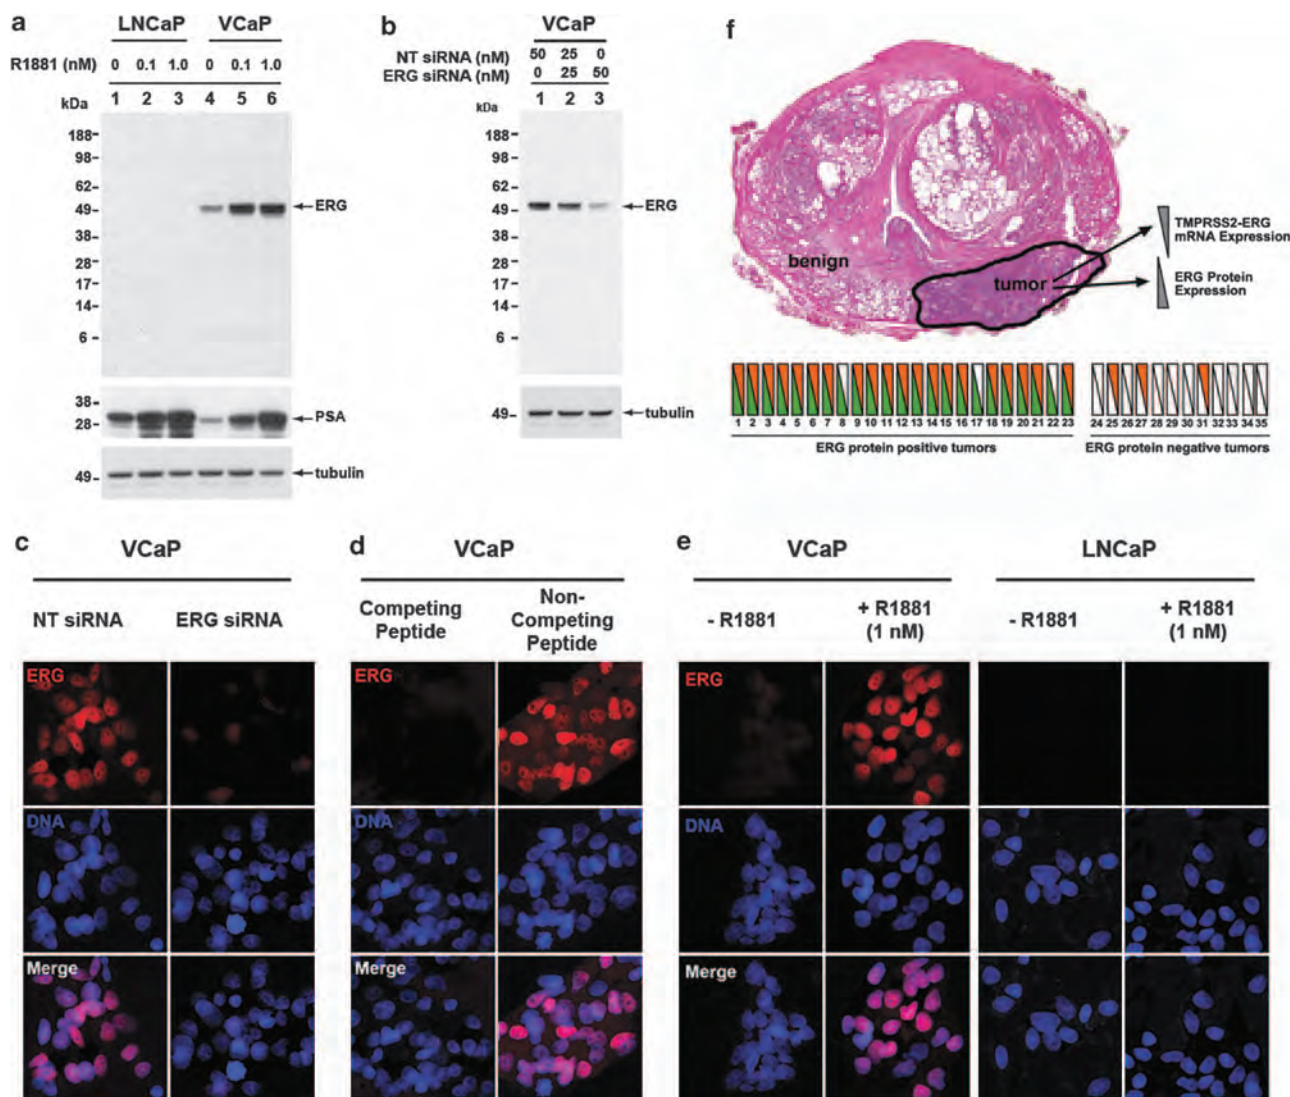 a
LNCaP VCaP
R1881 (nM) 0 0.1 1.0 0 0.1 1.0
1 2 3 4 5 6
kDa
188
98
62
49
38
28
17
14
6
ERG
38
28
PSA
49
tubulin
b
VCaP
NT siRNA (nM) 50 25 0
ERG siRNA (nM) 0 25 50
1 2 3
kDa
188
98
62
49
38
28
17
14
6
ERG
49
tubulin
f
benign
tumor
TMPRSS2-ERG
mRNA Expression
ERG Protein
Expression
1 2 3 4 5 6 7 8 9 10 11 12 13 14 15 16 17 18 19 20 21 22 23
ERG protein positive tumors
24 25 26 27 28 29 30 31 32 33 34 35
ERG protein negative tumors
c
VCaP
NT siRNA ERG siRNA
ERG
DNA
Merge
d
VCaP
Competing
Peptide
Non-
Competing
Peptide
ERG
DNA
Merge
e
VCaP LNCaP
- R1881
+ R1881
(1 nM)
- R1881
+ R1881
(1 nM)
ERG
DNA
Merge